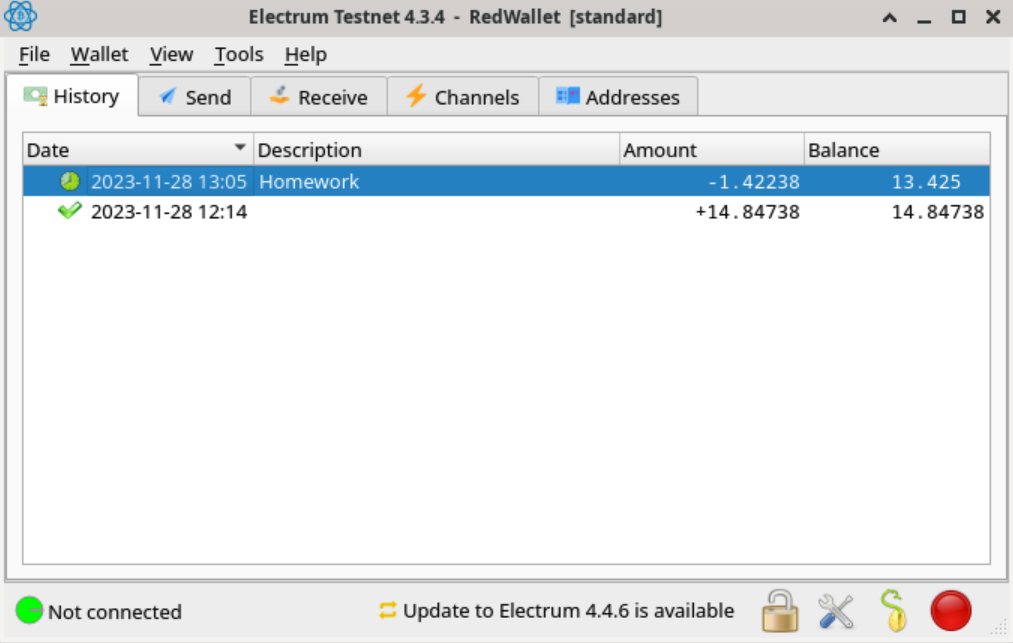 Electrum Testnet 4.3.4 - RedWallet [standard]
File Wallet View Tools Help
History Send Receive Channels Addresses
Date Description Amount Balance
2023-11-28 13:05 Homework -1.42238 13.425
2023-11-28 12:14 +14.84738 14.84738
Not connected Update to Electrum 4.4.6 is available